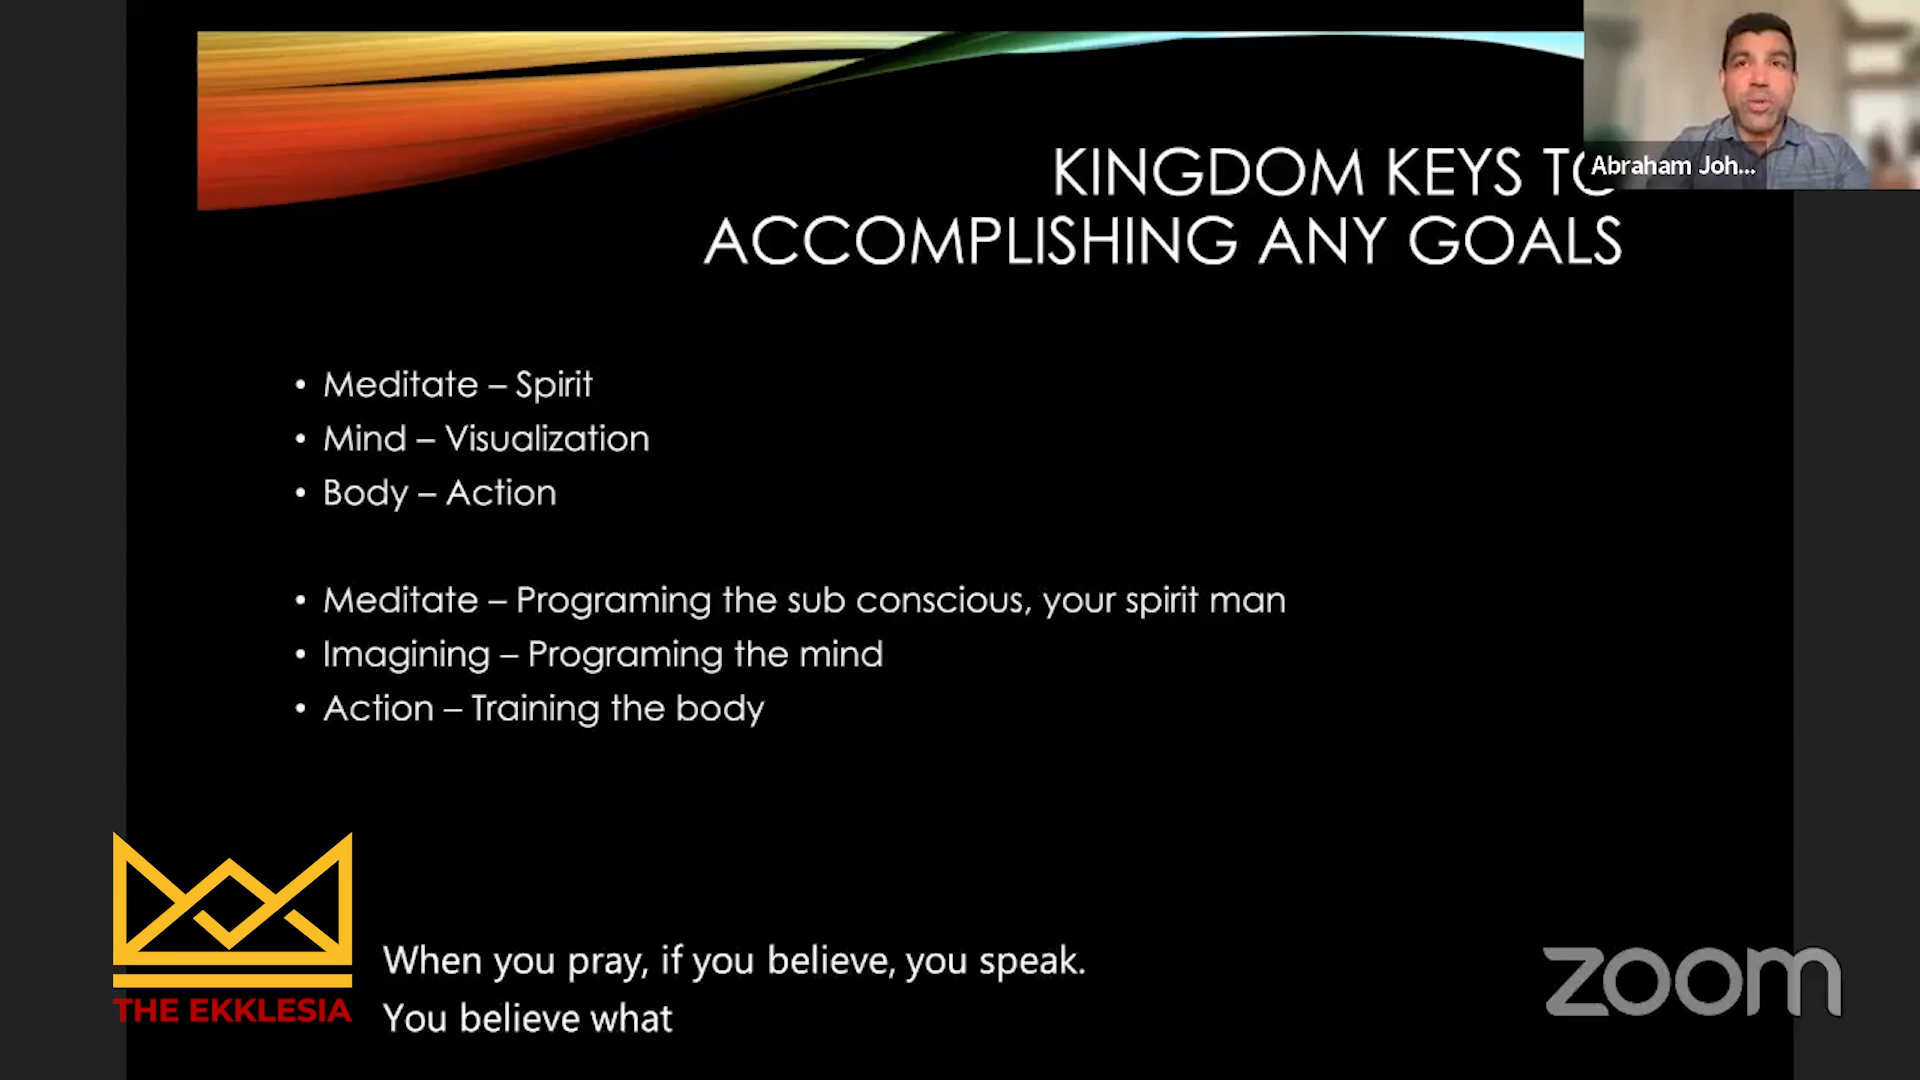 KINGDOM KEYS TO
ACCOMPLISHING ANY GOALS
Abraham Joh...
• Meditate – Spirit
• Mind – Visualization
• Body – Action
• Meditate – Programing the sub conscious, your spirit man
• Imagining – Programing the mind
• Action – Training the body
THE EKKLESIA
When you pray, if you believe, you speak.
You believe what
zoom